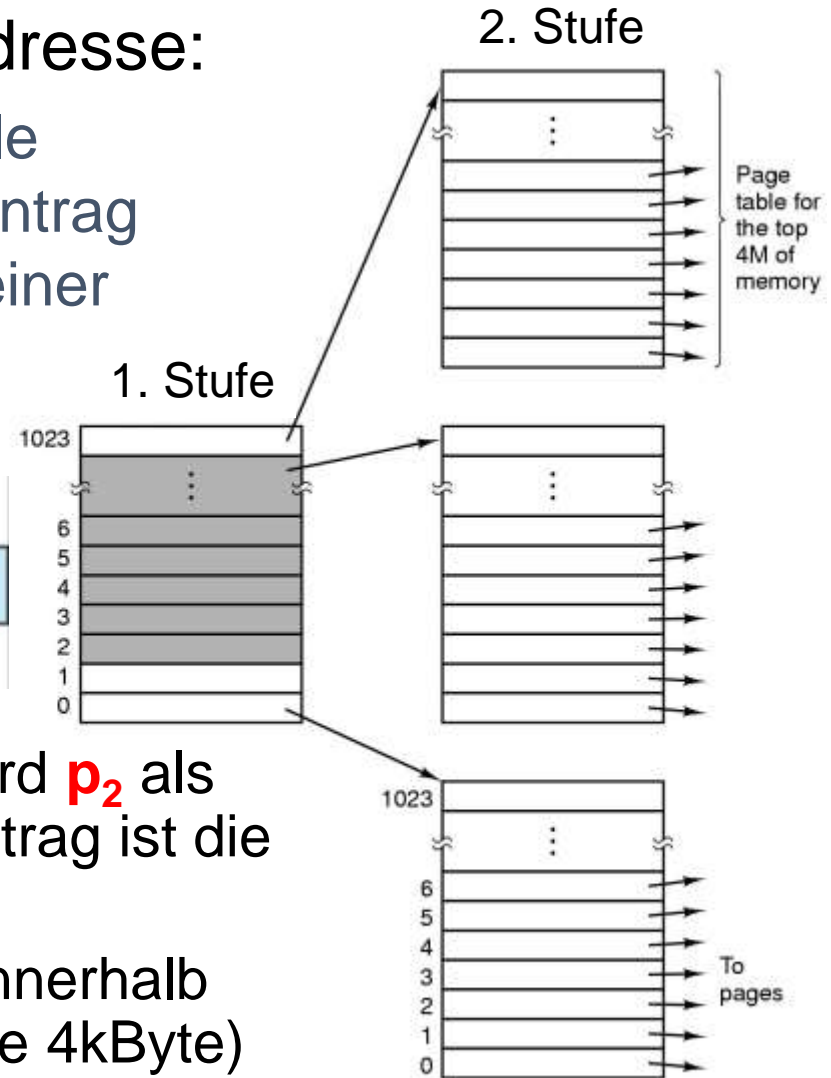 dresse:
de
ntrag
einer
2. Stufe
Page
table for
the top
4M of
memory
1. Stufe
1023
6
5
4
3
2
1
0
rd p₂ als
trag ist die
nnerhalb
e 4kByte)
1023
6
5
4
3
2
1
0
To
pages